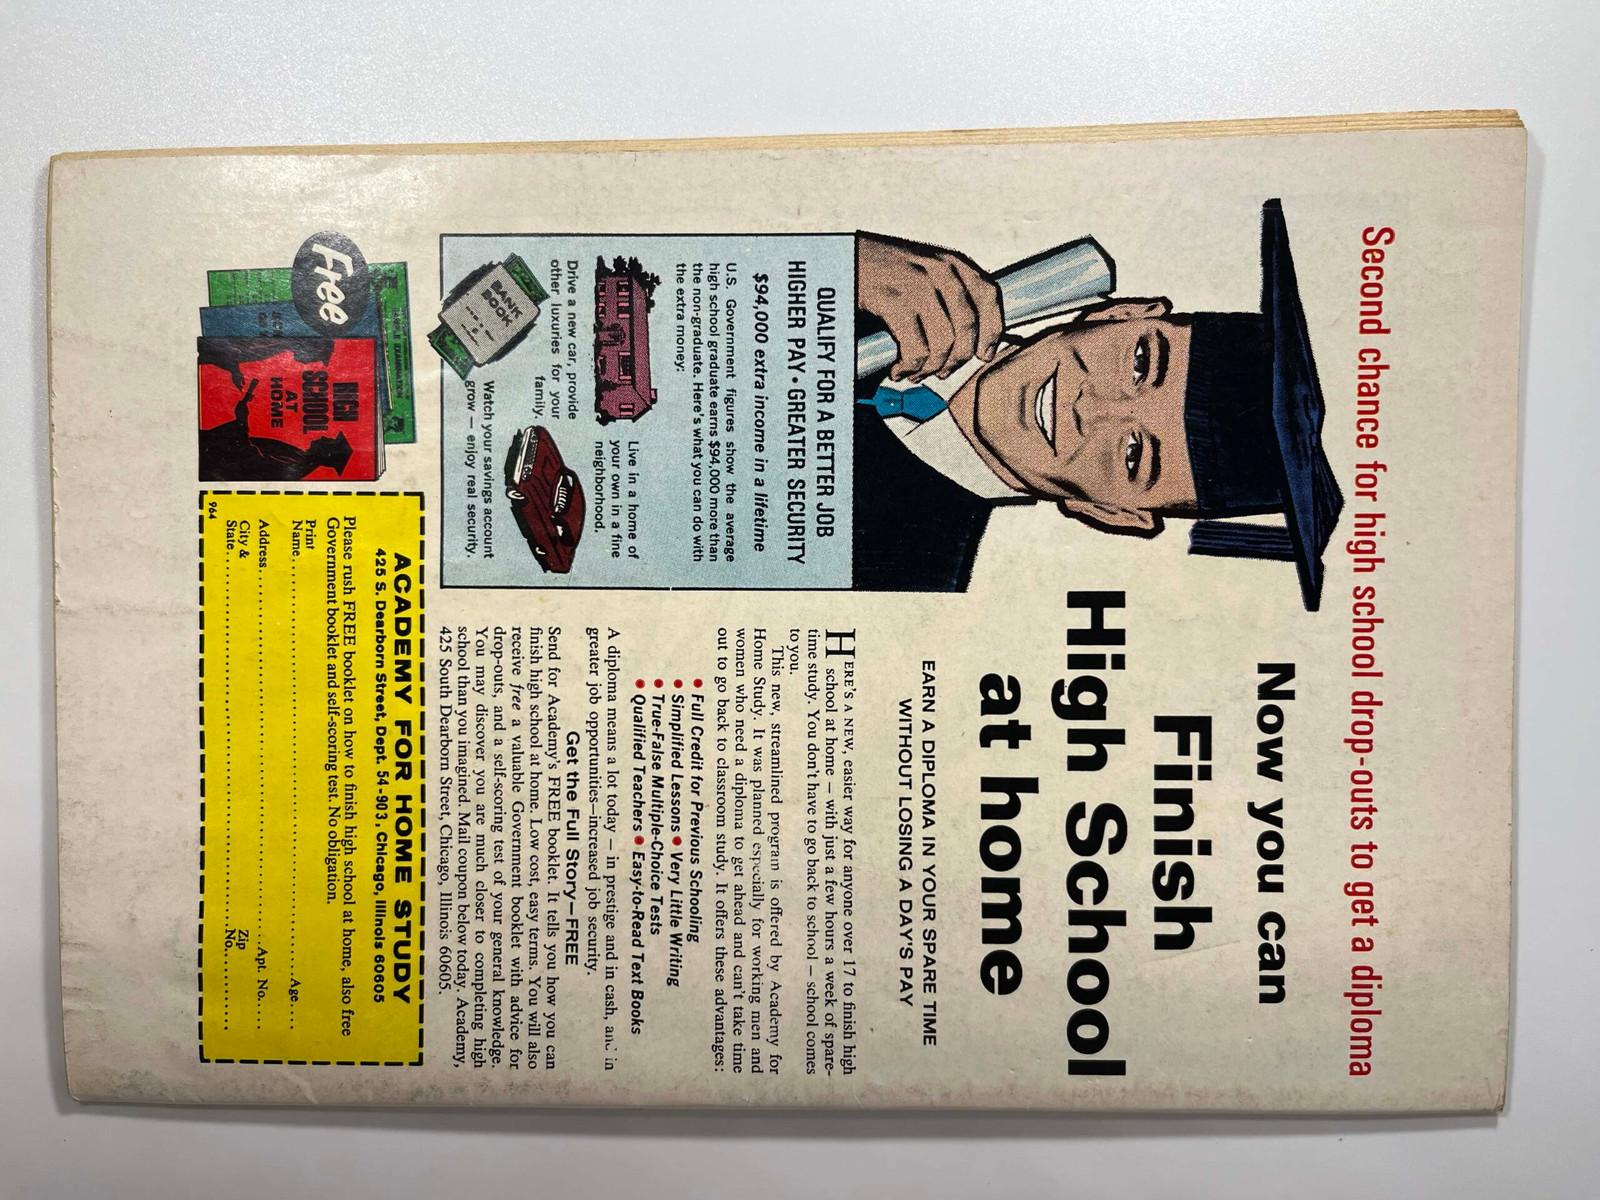 Second chance for high school drop-outs to get a diploma
Now you can
Finish
High School
at home
EARN A DIPLOMA IN YOUR SPARE TIME
WITHOUT LOSING A DAY'S PAY
HERE'S A NEW, easier way for anyone over 17 to finish high
school at home — with just a few hours a week of spare-
time study. You don't have to go back to school — school comes
to you.
This new, streamlined program is offered by Academy for
Home Study. It was planned especially for working men and
women who need a diploma to get ahead and can't take time
out to go back to classroom study. It offers these advantages:
• Full Credit for Previous Schooling
• Simplified Lessons • Very Little Writing
• True-False Multiple-Choice Tests
• Qualified Teachers • Easy-to-Read Text Books
A diploma means a lot today — in prestige and in cash, and in
greater job opportunities—increased job security.
Get the Full Story—FREE
Send for Academy's FREE booklet. It tells you how you can
finish high school at home. Low cost, easy terms. You will also
receive free a valuable Government booklet with advice for
drop-outs, and a self-scoring test of your general knowledge.
You may discover you are much closer to completing high
school than you imagined. Mail coupon below today. Academy,
425 South Dearborn Street, Chicago, Illinois 60605.
QUALIFY FOR A BETTER JOB
HIGHER PAY • GREATER SECURITY
$94,000 extra income in a lifetime
U.S. Government figures show the average
high school graduate earns $94,000 more than
the non-graduate. Here's what you can do with
the extra money:
Live in a home of
your own in a fine
neighborhood.
Drive a new car, provide
other luxuries for your
family.
BANK
BOOK
Watch your savings account
grow — enjoy real security.
Free
HIGH
SCHOOL
AT
HOME
ACADEMY FOR HOME STUDY
425 S. Dearborn Street, Dept. 54-903, Chicago, Illinois 60605
Please rush FREE booklet on how to finish high school at home, also free
Government booklet and self-scoring test. No obligation.
Print
Name........................................Age........
Address........................................Apt. No.....
City & Zip
State........................................No...........
964